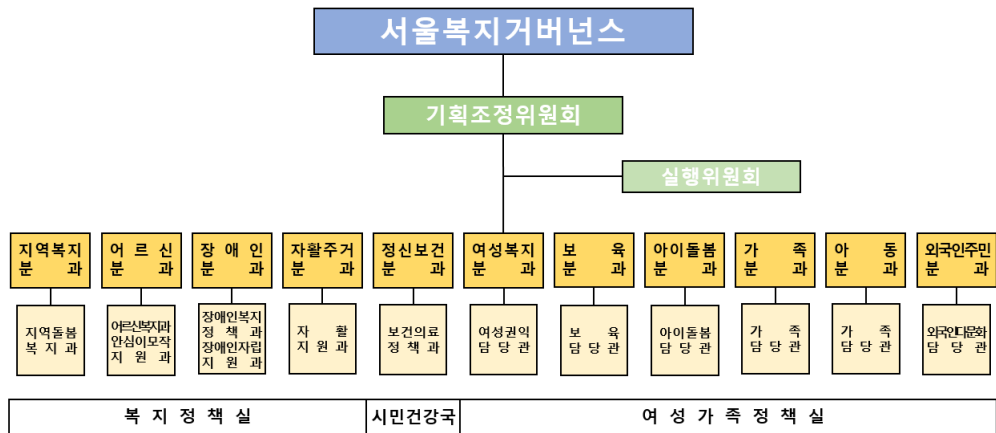 서울복지거버넌스
기획조정위원회
실행위원회
지역복지
분 과
어 르 신
분 과
장 애 인
분 과
자활주거
분 과
정신보건
분 과
여성복지
분 과
보 육
분 과
아이돌봄
분 과
가 족
분 과
아 동
분 과
외국인주민
분 과
지역돌봄
복 지 과
어르신복지과
안심이모작
지 원 과
장애인복지
정 책 과
장애인자립
지 원 과
자 활
지 원 과
보건의료
정 책 과
여성권익
담 당 관
보 육
담 당 관
아이돌봄
담 당 관
가 족
담 당 관
가 족
담 당 관
외국인다문화
담 당 관
복 지 정 책 실
시민건강국
여 성 가 족 정 책 실